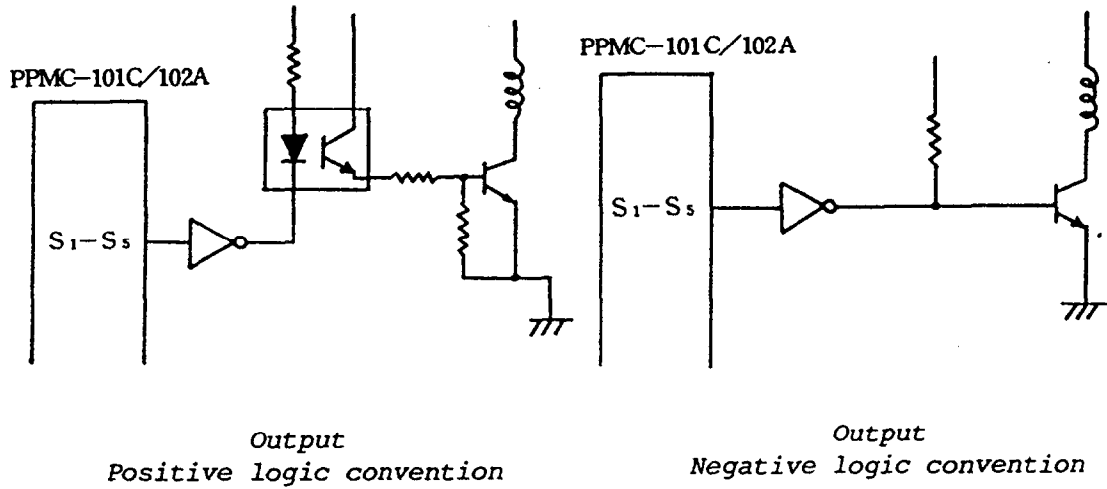 PPMC-101C/102A
S1-S5
Output
Positive logic convention
PPMC-101C/102A
S1-S5
Output
Negative logic convention